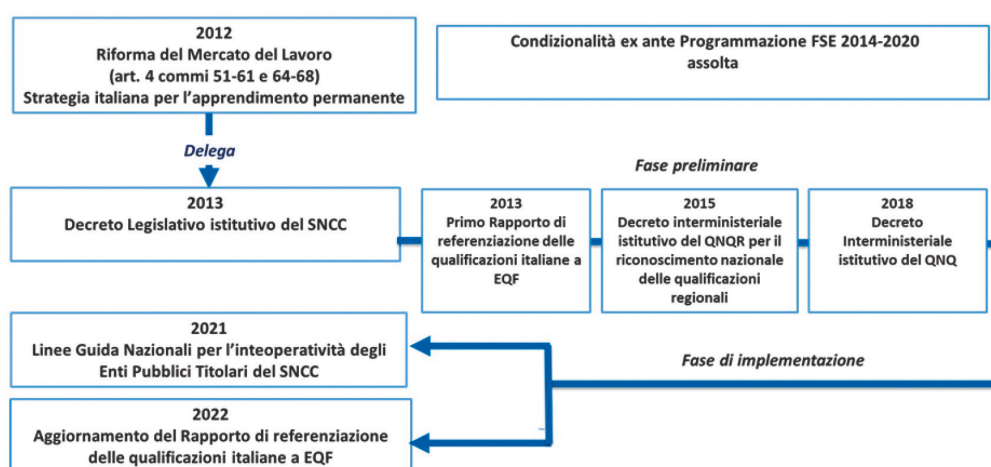 2012
Riforma del Mercato del Lavoro
(art. 4 commi 51-61 e 64-68)
Strategia italiana per l'apprendimento permanente
Condizionalità ex ante Programmazione FSE 2014-2020
assolta
Delega
Fase preliminare
2013
Decreto Legislativo istitutivo del SNCC
2013
Primo Rapporto di
referenziazione delle
qualificazioni italiane a
EQF
2015
Decreto interministeriale
istitutivo del QNQR per il
riconoscimento nazionale
delle qualificazioni
regionali
2018
Decreto
Interministeriale
istitutivo del QNQ
2021
Linee Guida Nazionali per l'inteoperatività degli
Enti Pubblici Titolari del SNCC
Fase di implementazione
2022
Aggiornamento del Rapporto di referenziazione
delle qualificazioni italiane a EQF